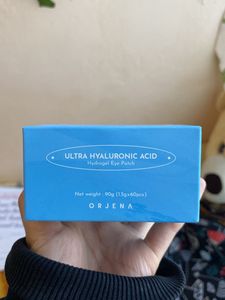 ULTRA HYALURONIC ACID
Hydrogel Eye Patch
Net weight : 90g (1.5g×60pcs)
ORJENA